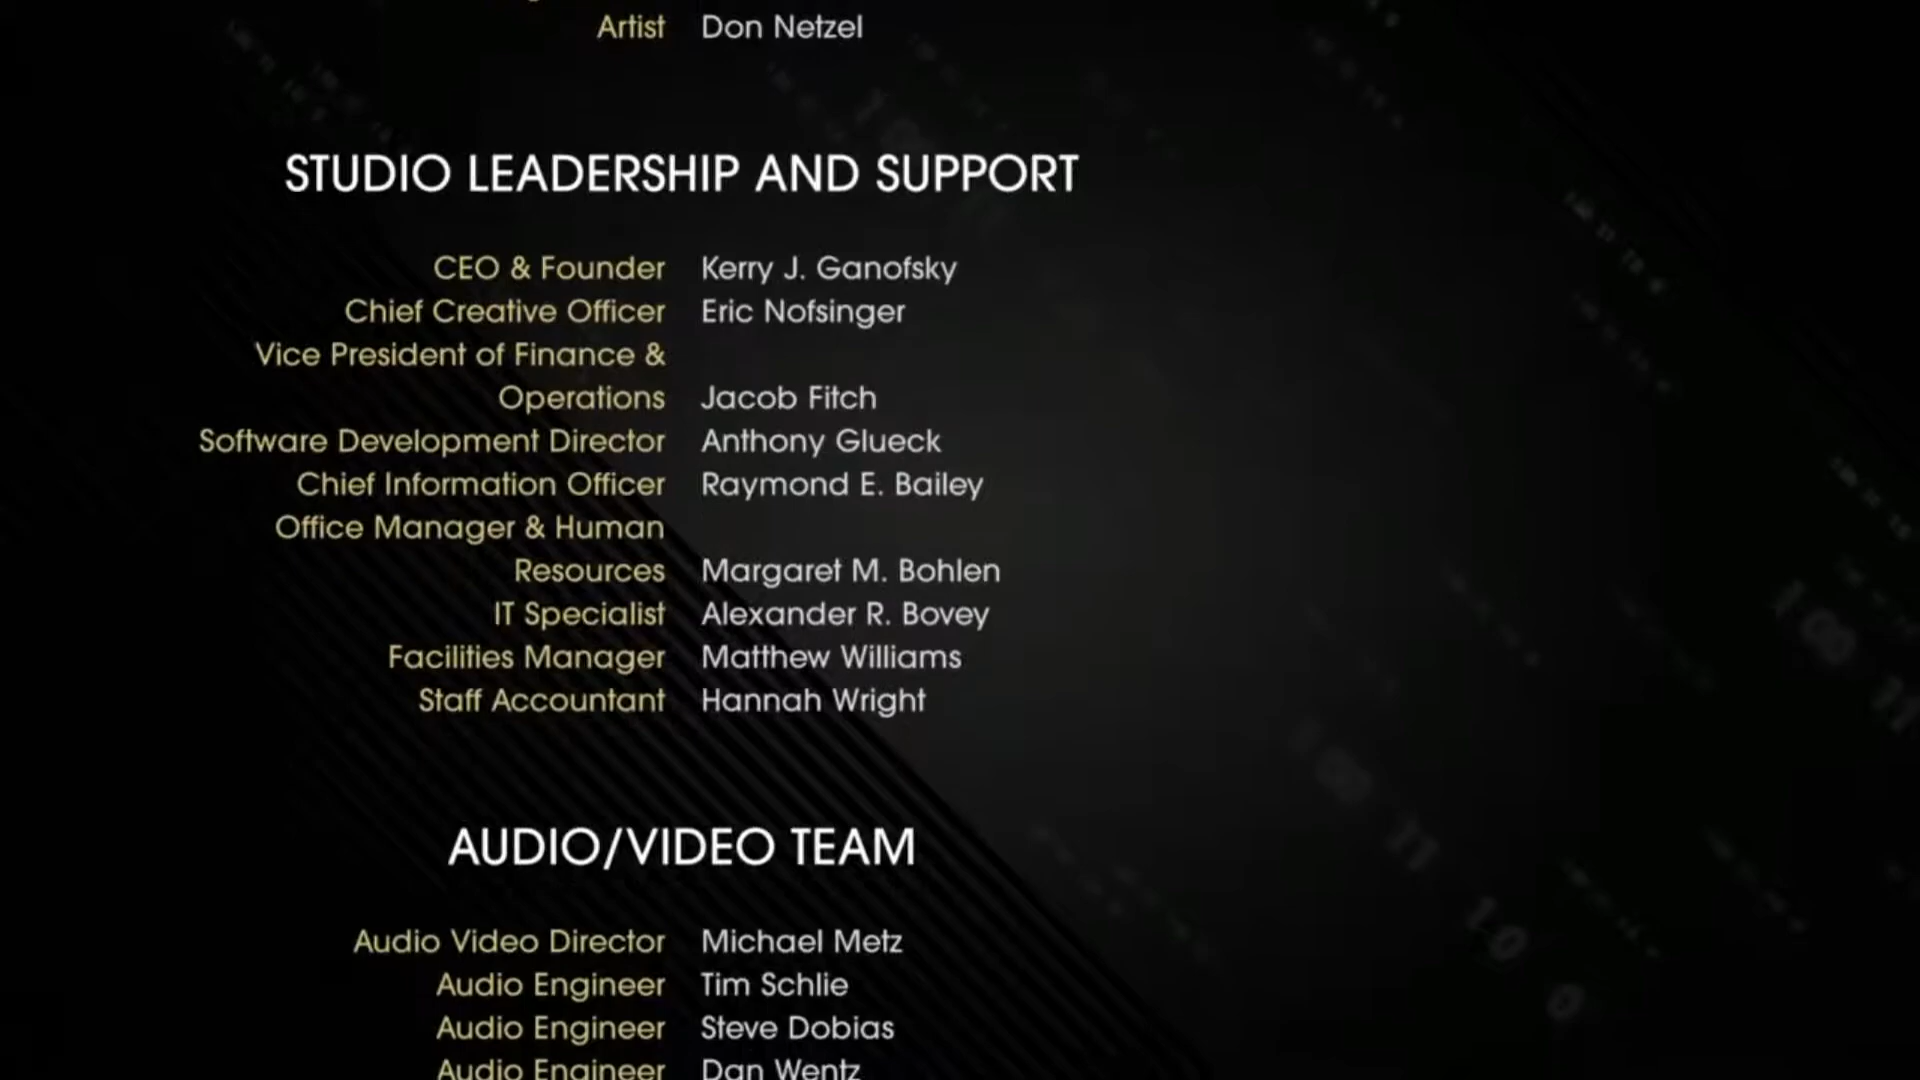 Artist Don Netzel
STUDIO LEADERSHIP AND SUPPORT
CEO & Founder Kerry J. Ganofsky
Chief Creative Officer Eric Nofsinger
Vice President of Finance &
Operations Jacob Fitch
Software Development Director Anthony Glueck
Chief Information Officer Raymond E. Bailey
Office Manager & Human
Resources Margaret M. Bohlen
IT Specialist Alexander R. Bovey
Facilities Manager Matthew Williams
Staff Accountant Hannah Wright
AUDIO/VIDEO TEAM
Audio Video Director Michael Metz
Audio Engineer Tim Schlie
Audio Engineer Steve Dobias
Audio Engineer Dan Wentz